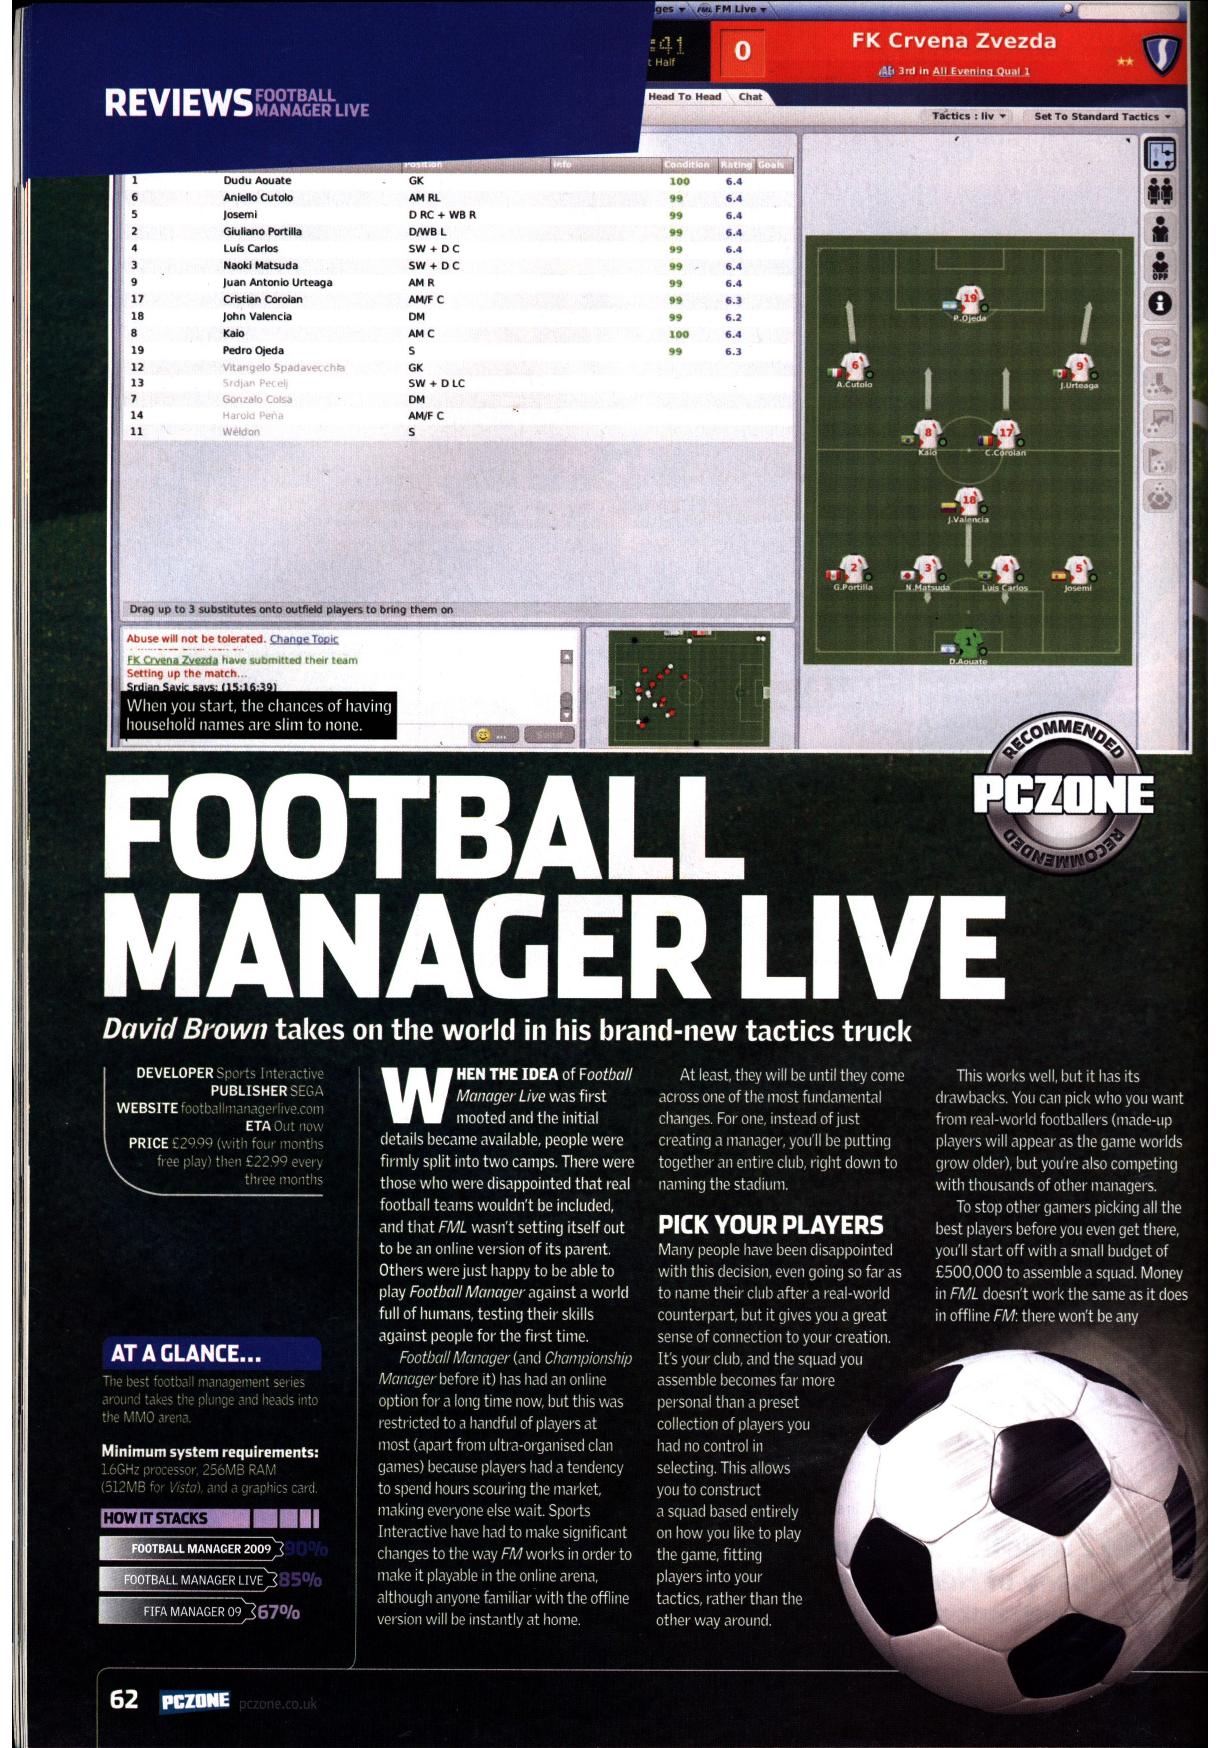 REVIEWS FOOTBALL
MANAGER LIVE
FM Live
:41
Half
0
FK Crvena Zvezda
3rd in All Evening Qual 1
Head To Head Chat
Tactics : liv Set To Standard Tactics
Position Info Condition Rating Goals
1 Dudu Aouate GK 100 6.4
6 Aniello Cutolo AM RL 99 6.4
5 Josemi D RC + WB R 99 6.4
2 Giuliano Portilla D/WB L 99 6.4
4 Luís Carlos SW + D C 99 6.4
3 Naoki Matsuda SW + D C 99 6.4
9 Juan Antonio Urteaga AM R 99 6.4
17 Cristian Coroian AM/F C 99 6.3
18 John Valencia DM 99 6.2
8 Kaio AM C 100 6.4
19 Pedro Ojeda S 99 6.3
12 Vitangelo Spadavecchia GK
13 Srdjan Pecelj SW + D LC
7 Gonzalo Colsa DM
14 Harold Peña AM/F C
11 Wéldon S
Drag up to 3 substitutes onto outfield players to bring them on
19
P.Ojeda
6
A.Cutolo
9
J.Urteaga
8
Kaio
17
C.Coroian
18
J.Valencia
2
G.Portilla
3
N.Matsuda
4
Luís Carlos
5
Josemi
1
D.Aouate
OPP
Abuse will not be tolerated. Change Topic
FK Crvena Zvezda have submitted their team
Setting up the match...
Srdjan Savic says: (15:16:39)
Send
When you start, the chances of having
household names are slim to none.
RECOMMENDED
PCZONE
RECOMMENDED
FOOTBALL
MANAGER LIVE
David Brown takes on the world in his brand-new tactics truck
DEVELOPER Sports Interactive
PUBLISHER SEGA
WEBSITE footballmanagerlive.com
ETA Out now
PRICE £29.99 (with four months
free play) then £22.99 every
three months
AT A GLANCE...
The best football management series
around takes the plunge and heads into
the MMO arena.
Minimum system requirements:
1.6GHz processor, 256MB RAM
(512MB for Vista), and a graphics card.
HOW IT STACKS
FOOTBALL MANAGER 2009 90%
FOOTBALL MANAGER LIVE 85%
FIFA MANAGER 09 67%
WHEN THE IDEA of Football
Manager Live was first
mooted and the initial
details became available, people were
firmly split into two camps. There were
those who were disappointed that real
football teams wouldn't be included,
and that FML wasn't setting itself out
to be an online version of its parent.
Others were just happy to be able to
play Football Manager against a world
full of humans, testing their skills
against people for the first time.
Football Manager (and Championship
Manager before it) has had an online
option for a long time now, but this was
restricted to a handful of players at
most (apart from ultra-organised clan
games) because players had a tendency
to spend hours scouring the market,
making everyone else wait. Sports
Interactive have had to make significant
changes to the way FM works in order to
make it playable in the online arena,
although anyone familiar with the offline
version will be instantly at home.
At least, they will be until they come
across one of the most fundamental
changes. For one, instead of just
creating a manager, you'll be putting
together an entire club, right down to
naming the stadium.
PICK YOUR PLAYERS
Many people have been disappointed
with this decision, even going so far as
to name their club after a real-world
counterpart, but it gives you a great
sense of connection to your creation.
It's your club, and the squad you
assemble becomes far more
personal than a preset
collection of players you
had no control in
selecting. This allows
you to construct
a squad based entirely
on how you like to play
the game, fitting
players into your
tactics, rather than the
other way around.
This works well, but it has its
drawbacks. You can pick who you want
from real-world footballers (made-up
players will appear as the game worlds
grow older), but you're also competing
with thousands of other managers.
To stop other gamers picking all the
best players before you even get there,
you'll start off with a small budget of
£500,000 to assemble a squad. Money
in FML doesn't work the same as it does
in offline FM: there won't be any
62 PCZONE pczone.co.uk